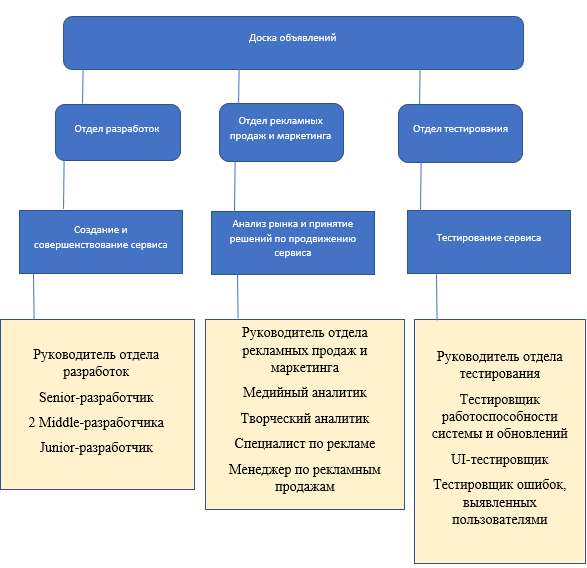 Доска объявлений
Отдел разработок
Отдел рекламных
продаж и маркетинга
Отдел тестирования
Создание и
совершенствование сервиса
Анализ рынка и принятие
решений по продвижению
сервиса
Тестирование сервиса
Руководитель отдела
разработок
Senior-разработчик
2 Middle-разработчика
Junior-разработчик
Руководитель отдела
рекламных продаж и
маркетинга
Медийный аналитик
Творческий аналитик
Специалист по рекламе
Менеджер по рекламным
продажам
Руководитель отдела
тестирования
Тестировщик
работоспособности
системы и обновлений
UI-тестировщик
Тестировщик ошибок,
выявленных
пользователями